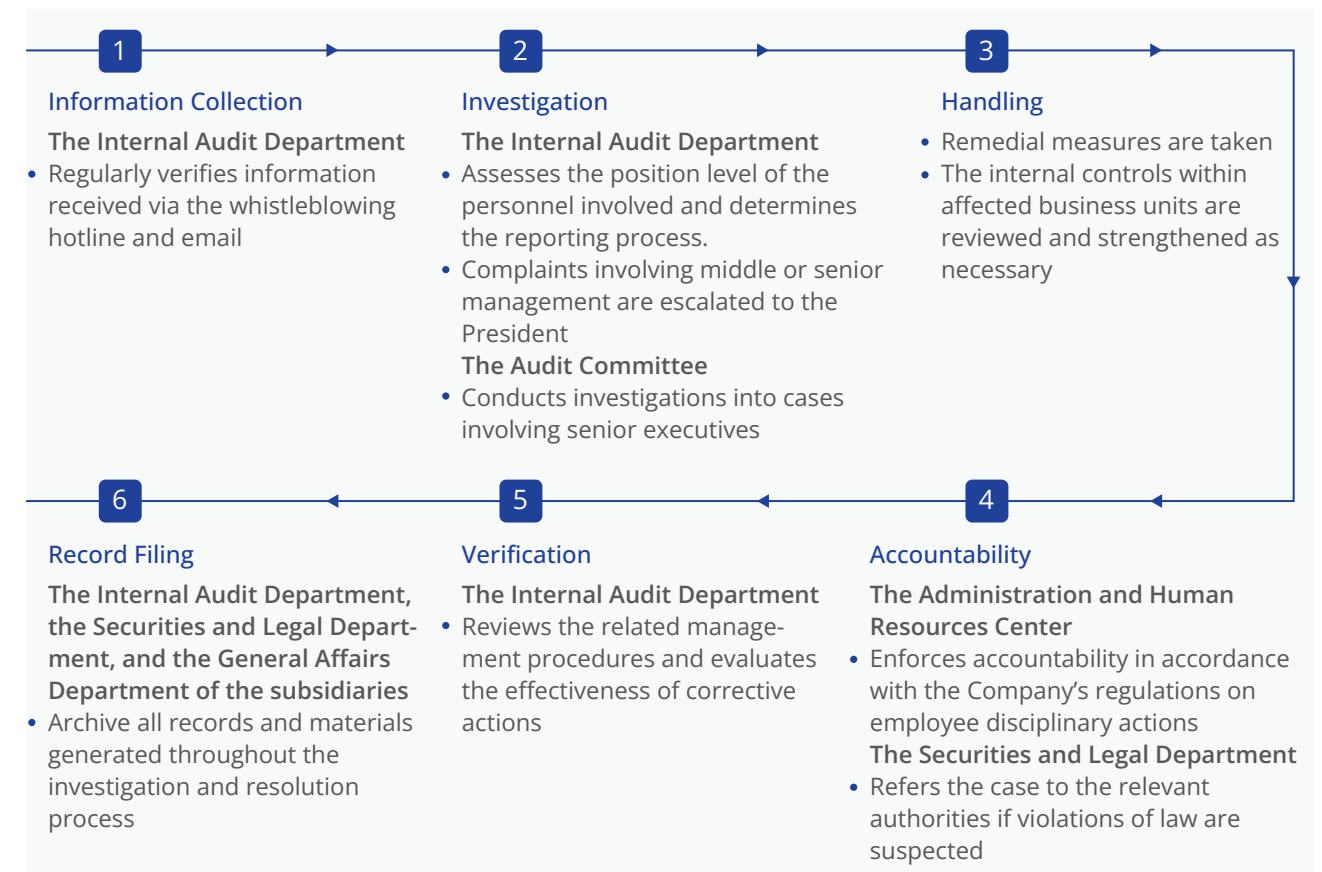 1
Information Collection
The Internal Audit Department
• Regularly verifies information
received via the whistleblowing
hotline and email
2
Investigation
The Internal Audit Department
• Assesses the position level of the
personnel involved and determines
the reporting process.
• Complaints involving middle or senior
management are escalated to the
President
The Audit Committee
• Conducts investigations into cases
involving senior executives
3
Handling
• Remedial measures are taken
• The internal controls within
affected business units are
reviewed and strengthened as
necessary
4
Accountability
The Administration and Human
Resources Center
• Enforces accountability in accordance
with the Company’s regulations on
employee disciplinary actions
The Securities and Legal Department
• Refers the case to the relevant
authorities if violations of law are
suspected
5
Verification
The Internal Audit Department
• Reviews the related manage-
ment procedures and evaluates
the effectiveness of corrective
actions
6
Record Filing
The Internal Audit Department,
the Securities and Legal Depart-
ment, and the General Affairs
Department of the subsidiaries
• Archive all records and materials
generated throughout the
investigation and resolution
process